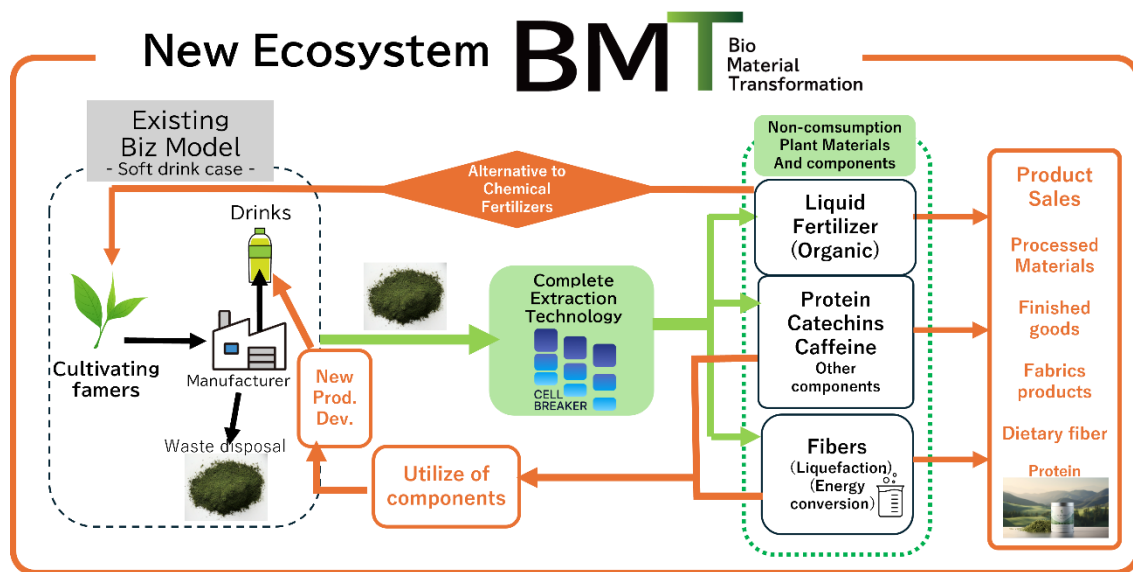 New Ecosystem
BMT
Bio
Material
Transformation
Existing
Biz Model
- Soft drink case -
Drinks
Cultivating
famers
Manufacturer
Waste disposal
New
Prod.
Dev.
Alternative to
Chemical
Fertilizers
Complete
Extraction
Technology
CELL
BREAKER
Utilize of
components
Non-comsumption
Plant Materials
And components
Liquid
Fertilizer
(Organic)
Protein
Catechins
Caffeine
Other
components
Fibers
(Liquefaction)
(Energy
conversion)
Product
Sales
Processed
Materials
Finished
goods
Fabrics
products
Dietary fiber
Protein